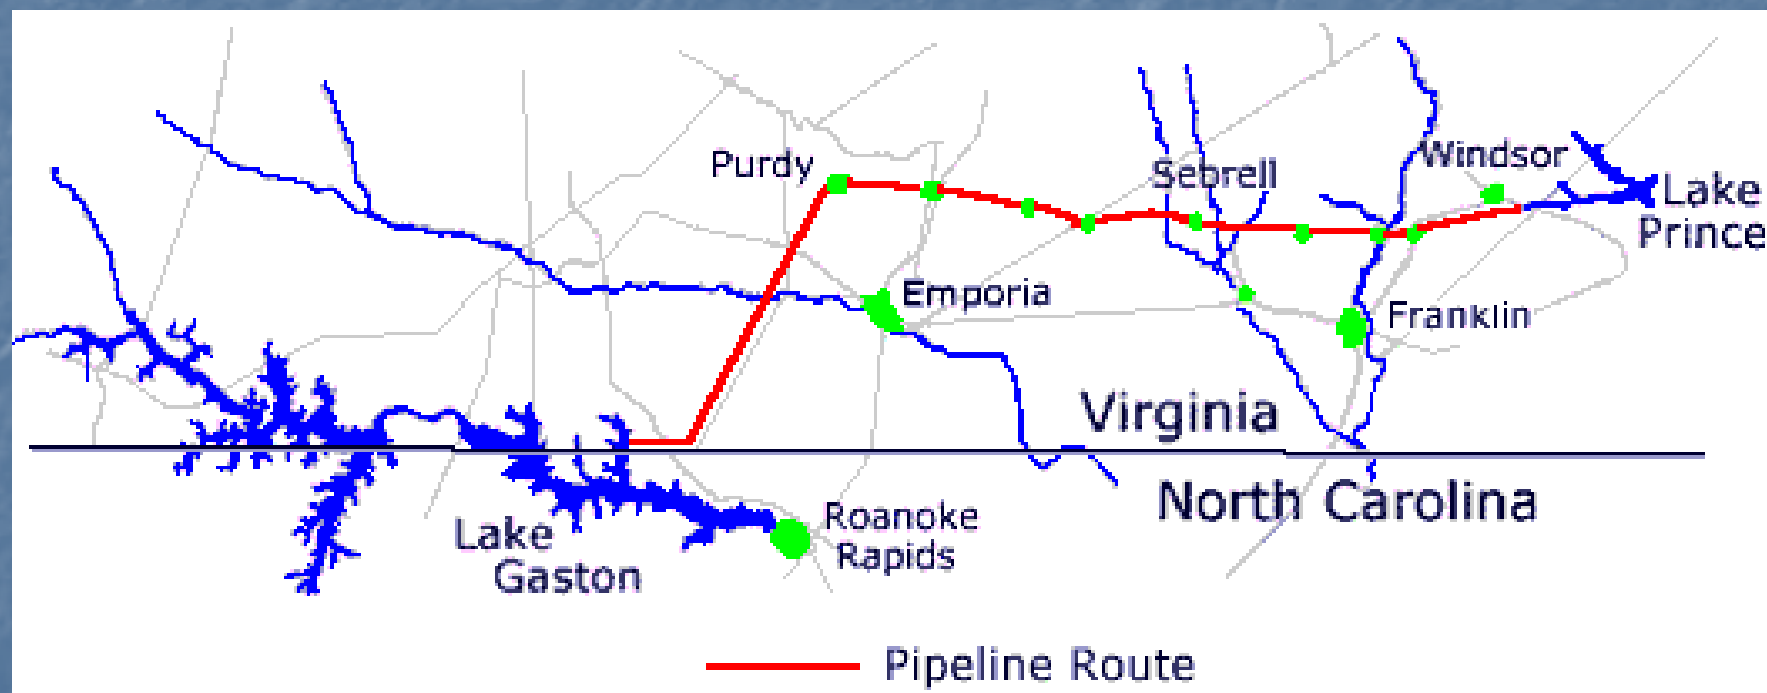 Purdy
Sebrell
Windsor
Lake
Prince
Emporia
Franklin
Virginia
North Carolina
Lake
Gaston
Roanoke
Rapids
Pipeline Route